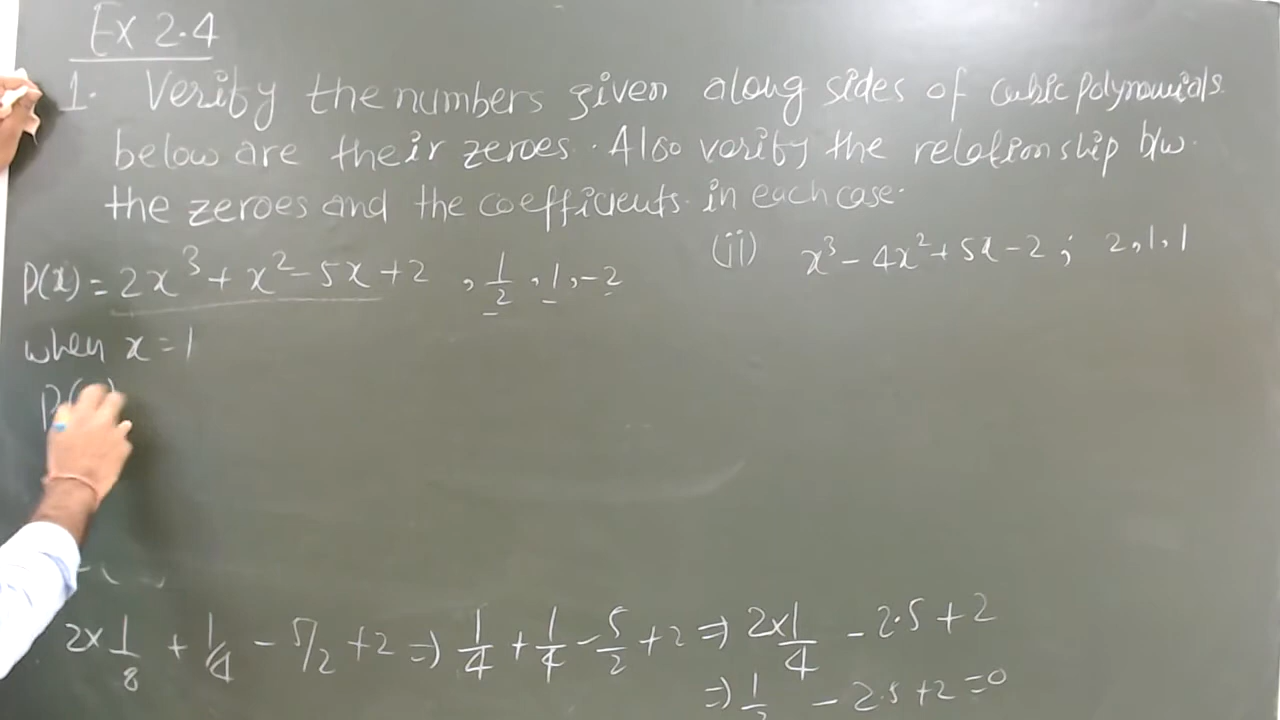 Ex 2.4
1. Verify the numbers given along sides of cubic polynomials
below are their zeroes. Also verify the relationship b/w.
the zeroes and the coefficients in each case.
P(x) = 2x³ + x² - 5x + 2 , 1/2 , 1 , -2
(ii) x³ - 4x² + 5x - 2 ; 2, 1, 1
when x = 1
2×1/8 + 1/4 - 5/2 + 2 ⇒ 1/4 + 1/4 - 5/2 + 2 ⇒ 2×1/4 - 2.5 + 2
⇒ 1/2 - 2.5 + 2 = 0